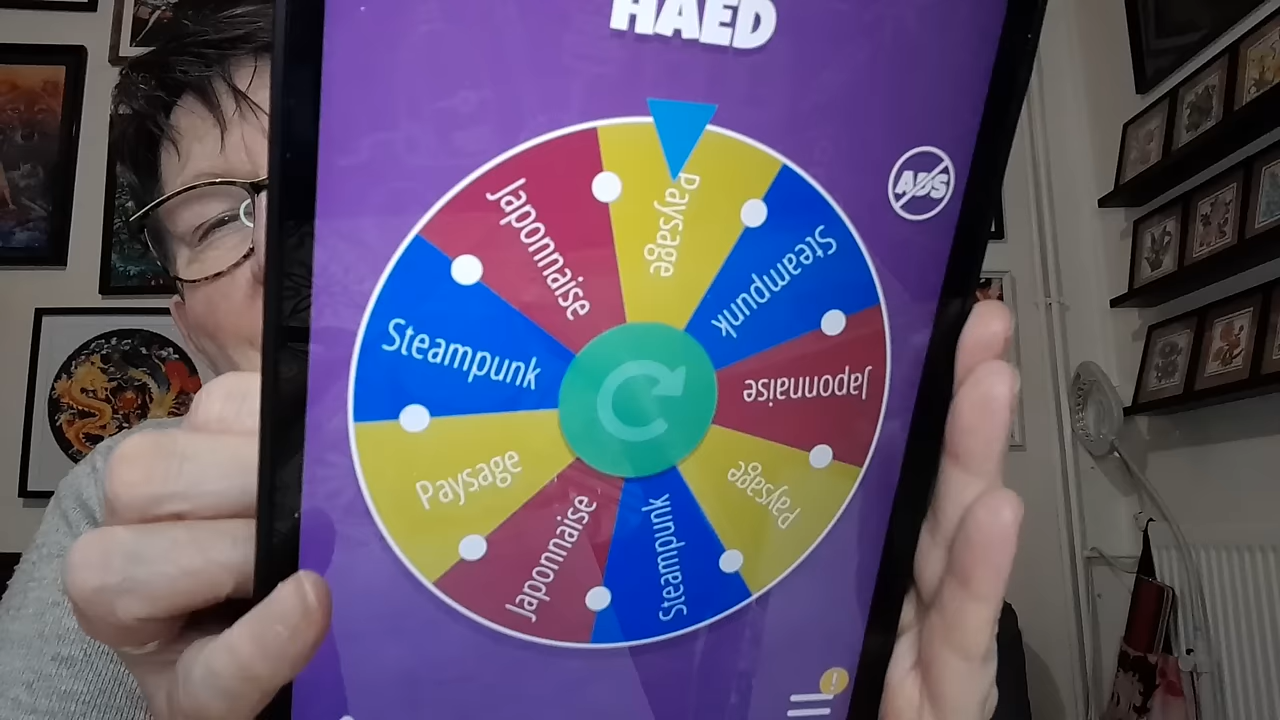 HAED
ADS
Paysage
Steampunk
Japonnaise
Paysage
Steampunk
Japonnaise
Paysage
Steampunk
Japonnaise